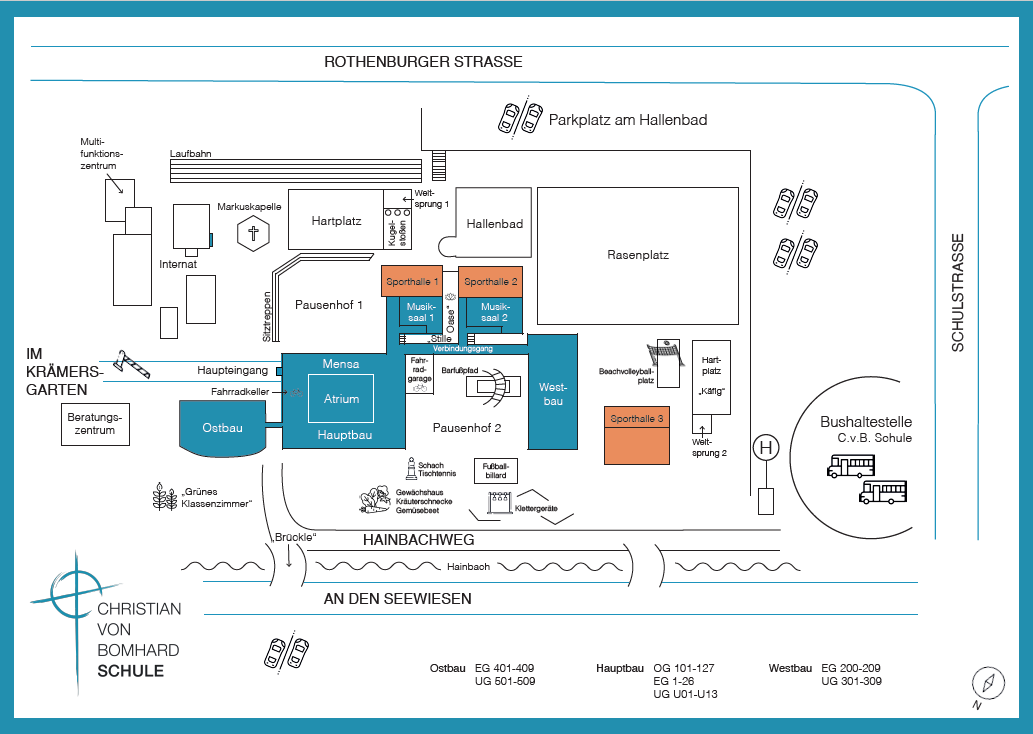 ROTHENBURGER STRASSE
Parkplatz am Hallenbad
Multi-
funktions-
zentrum
Laufbahn
Markuskapelle
Hartplatz
Weit-
sprung 1
Kugel-
stoßen
Hallenbad
Rasenplatz
SCHULSTRASSE
Internat
Sitztreppen
Pausenhof 1
Sporthalle 1
Sporthalle 2
Musik-
saal 1
„Stille
Oase“
Musik-
saal 2
Verbindungsgang
IM
KRÄMERS-
GARTEN
Haupteingang
Fahrradkeller
Mensa
Atrium
Hauptbau
Fahr-
rad-
garage
Barfußpfad
West-
bau
Beachvolleyball-
platz
Hart-
platz
„Käfig“
Beratungs-
zentrum
Ostbau
Pausenhof 2
Sporthalle 3
Weit-
sprung 2
H
Bushaltestelle
C.v.B. Schule
„Grünes
Klassenzimmer“
Schach
Tischtennis
Fußball-
billard
Gewächshaus
Kräuterschnecke
Gemüsebeet
Klettergeräte
„Brückle“
HAINBACHWEG
Hainbach
AN DEN SEEWIESEN
CHRISTIAN
VON
BOMHARD
SCHULE
Ostbau EG 401-409
UG 501-509
Hauptbau OG 101-127
EG 1-26
UG U01-U13
Westbau EG 200-209
UG 301-309
N